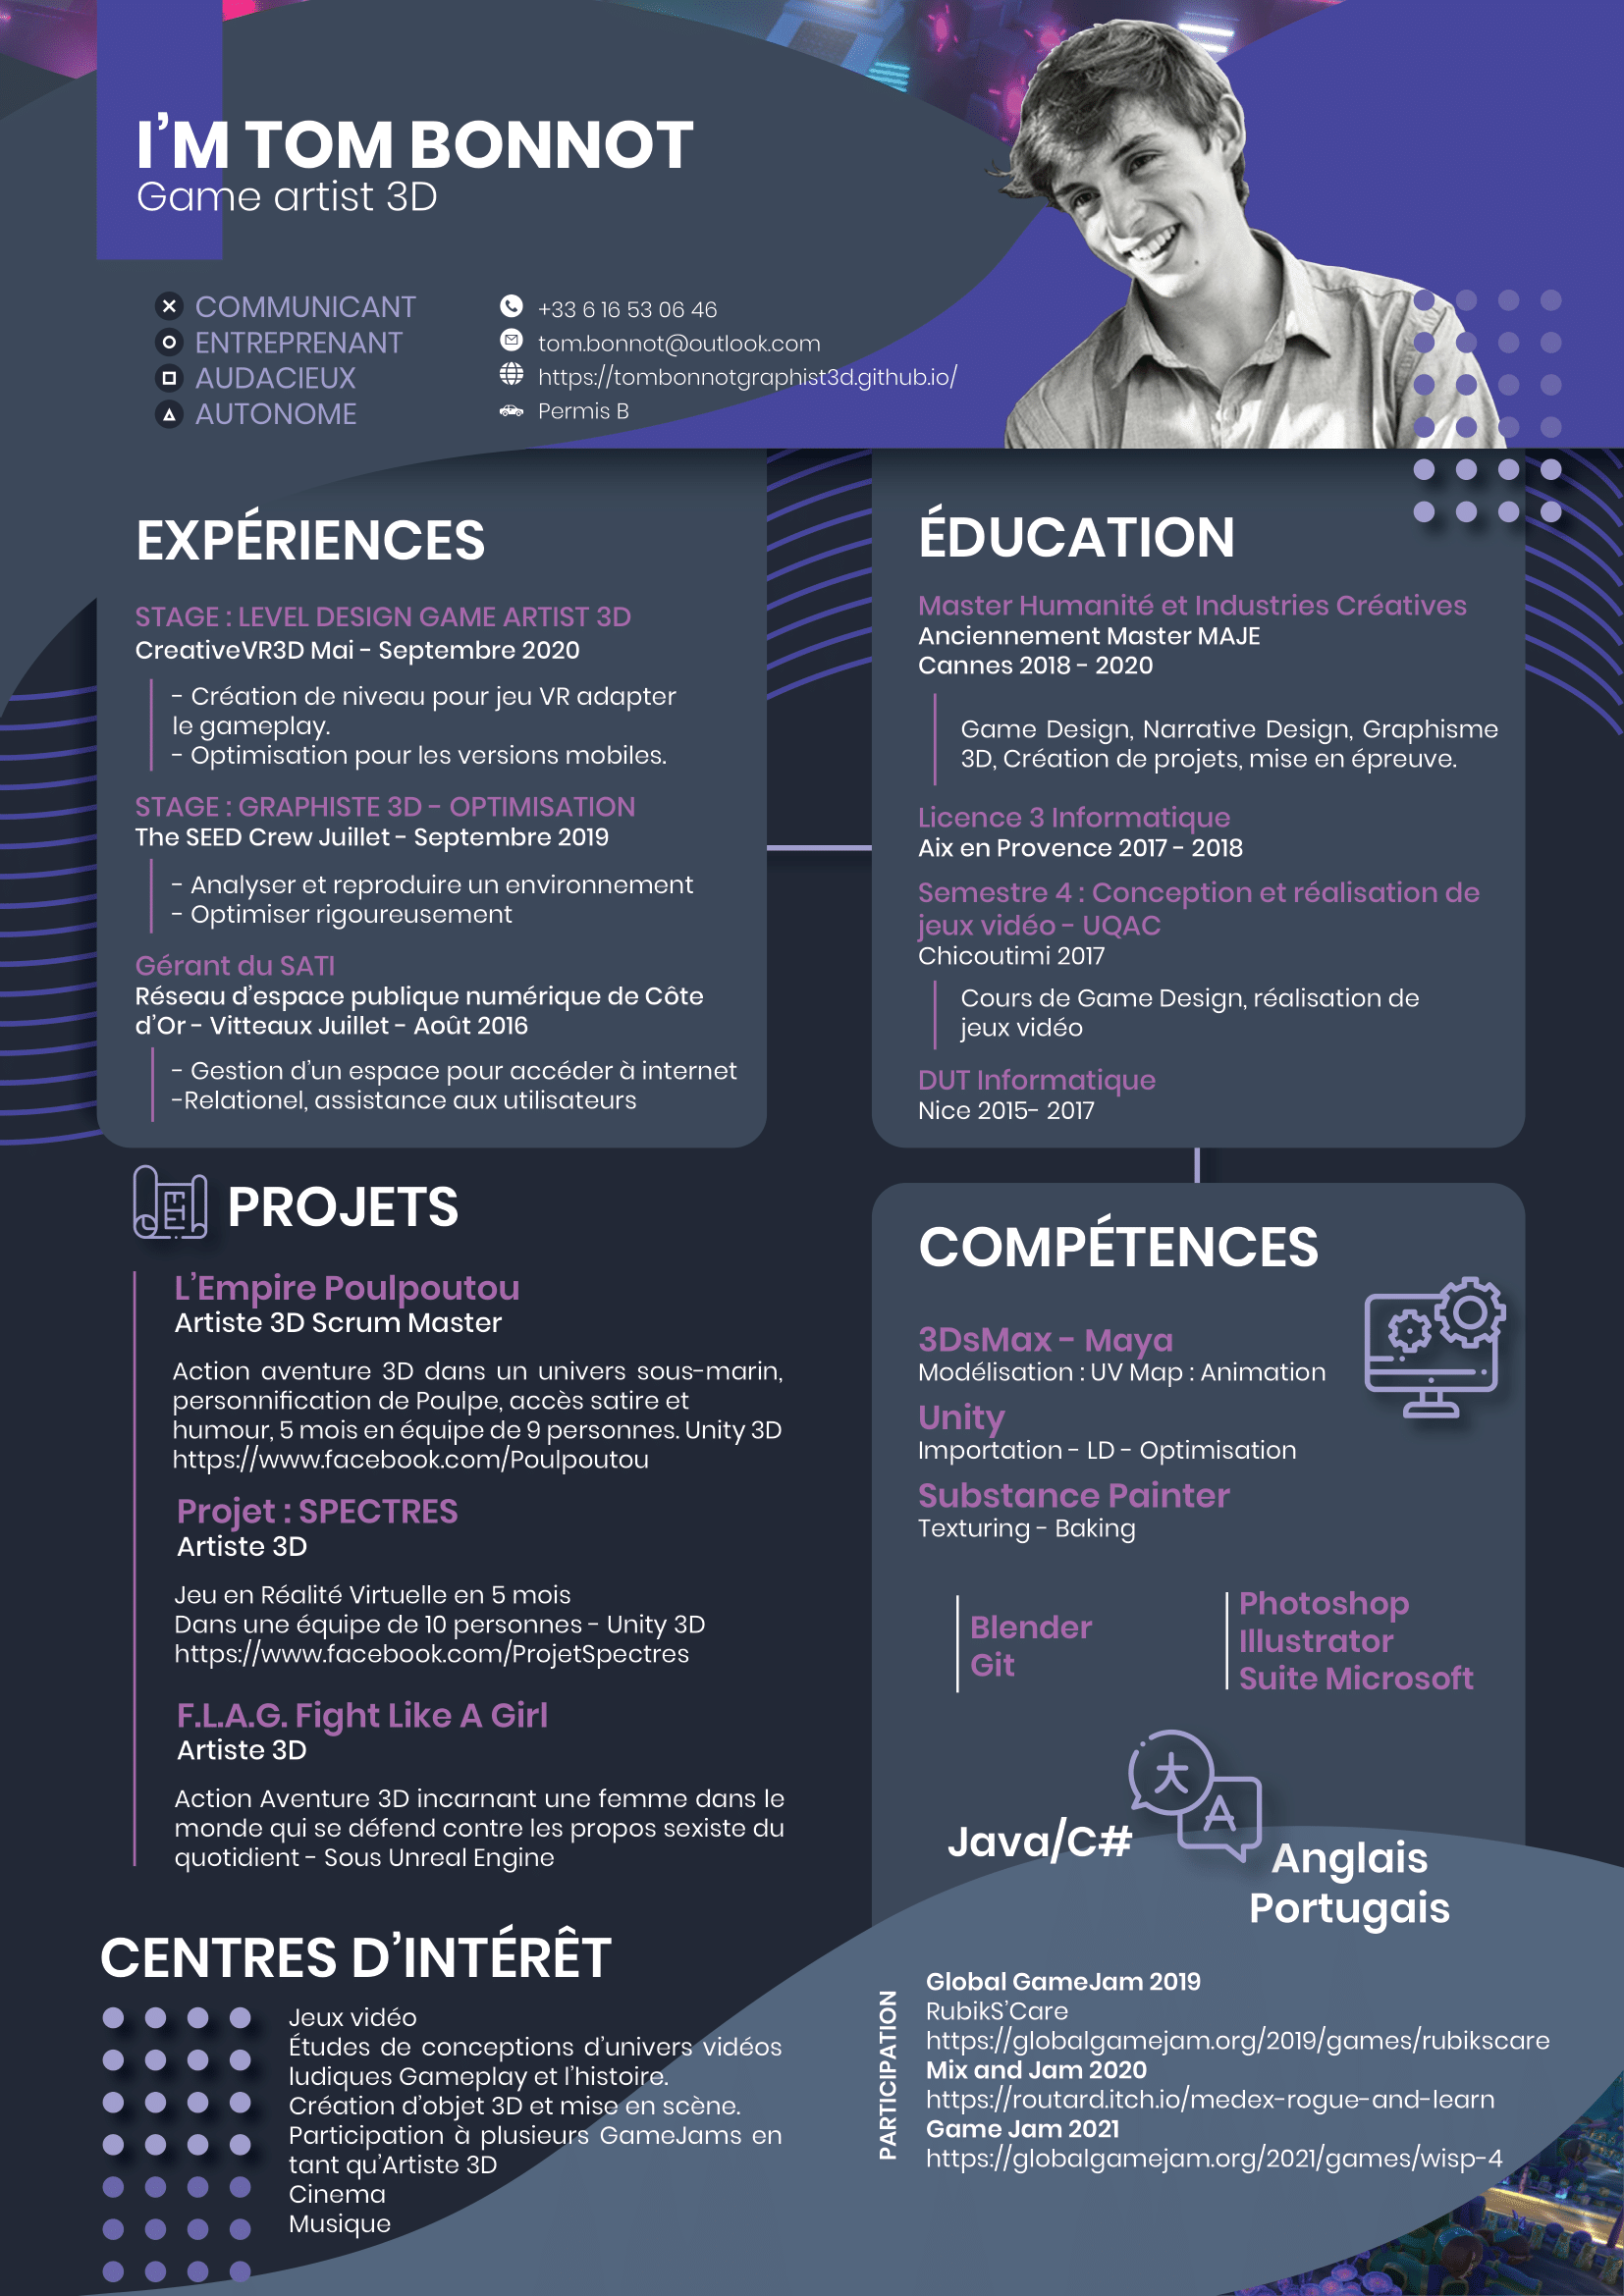 I'M TOM BONNOT
Game artist 3D
COMMUNICANT
ENTREPRENANT
AUDACIEUX
AUTONOME
+33 6 16 53 06 46
tom.bonnot@outlook.com
https://tombonnotgraphist3d.github.io/
Permis B
EXPÉRIENCES
STAGE : LEVEL DESIGN GAME ARTIST 3D
CreativeVR3D Mai - Septembre 2020
- Création de niveau pour jeu VR adapter
le gameplay.
- Optimisation pour les versions mobiles.
STAGE : GRAPHISTE 3D - OPTIMISATION
The SEED Crew Juillet - Septembre 2019
- Analyser et reproduire un environnement
- Optimiser rigoureusement
Gérant du SATI
Réseau d'espace publique numérique de Côte
d'Or - Vitteaux Juillet - Août 2016
- Gestion d'un espace pour accéder à internet
-Relationel, assistance aux utilisateurs
ÉDUCATION
Master Humanité et Industries Créatives
Anciennement Master MAJE
Cannes 2018 - 2020
Game Design, Narrative Design, Graphisme
3D, Création de projets, mise en épreuve.
Licence 3 Informatique
Aix en Provence 2017 - 2018
Semestre 4 : Conception et réalisation de
jeux vidéo - UQAC
Chicoutimi 2017
Cours de Game Design, réalisation de
jeux vidéo
DUT Informatique
Nice 2015- 2017
PROJETS
L'Empire Poulpoutou
Artiste 3D Scrum Master
Action aventure 3D dans un univers sous-marin,
personnification de Poulpe, accès satire et
humour, 5 mois en équipe de 9 personnes. Unity 3D
https://www.facebook.com/Poulpoutou
Projet : SPECTRES
Artiste 3D
Jeu en Réalité Virtuelle en 5 mois
Dans une équipe de 10 personnes - Unity 3D
https://www.facebook.com/ProjetSpectres
F.L.A.G. Fight Like A Girl
Artiste 3D
Action Aventure 3D incarnant une femme dans le
monde qui se défend contre les propos sexiste du
quotidient - Sous Unreal Engine
COMPÉTENCES
3DsMax - Maya
Modélisation : UV Map : Animation
Unity
Importation - LD - Optimisation
Substance Painter
Texturing - Baking
Blender
Git
Photoshop
Illustrator
Suite Microsoft
大
A
Java/C#
Anglais
Portugais
CENTRES D'INTÉRÊT
Jeux vidéo
Études de conceptions d'univers vidéos
ludiques Gameplay et l'histoire.
Création d'objet 3D et mise en scène.
Participation à plusieurs GameJams en
tant qu'Artiste 3D
Cinema
Musique
PARTICIPATION
Global GameJam 2019
RubikS'Care
https://globalgamejam.org/2019/games/rubikscare
Mix and Jam 2020
https://routard.itch.io/medex-rogue-and-learn
Game Jam 2021
https://globalgamejam.org/2021/games/wisp-4